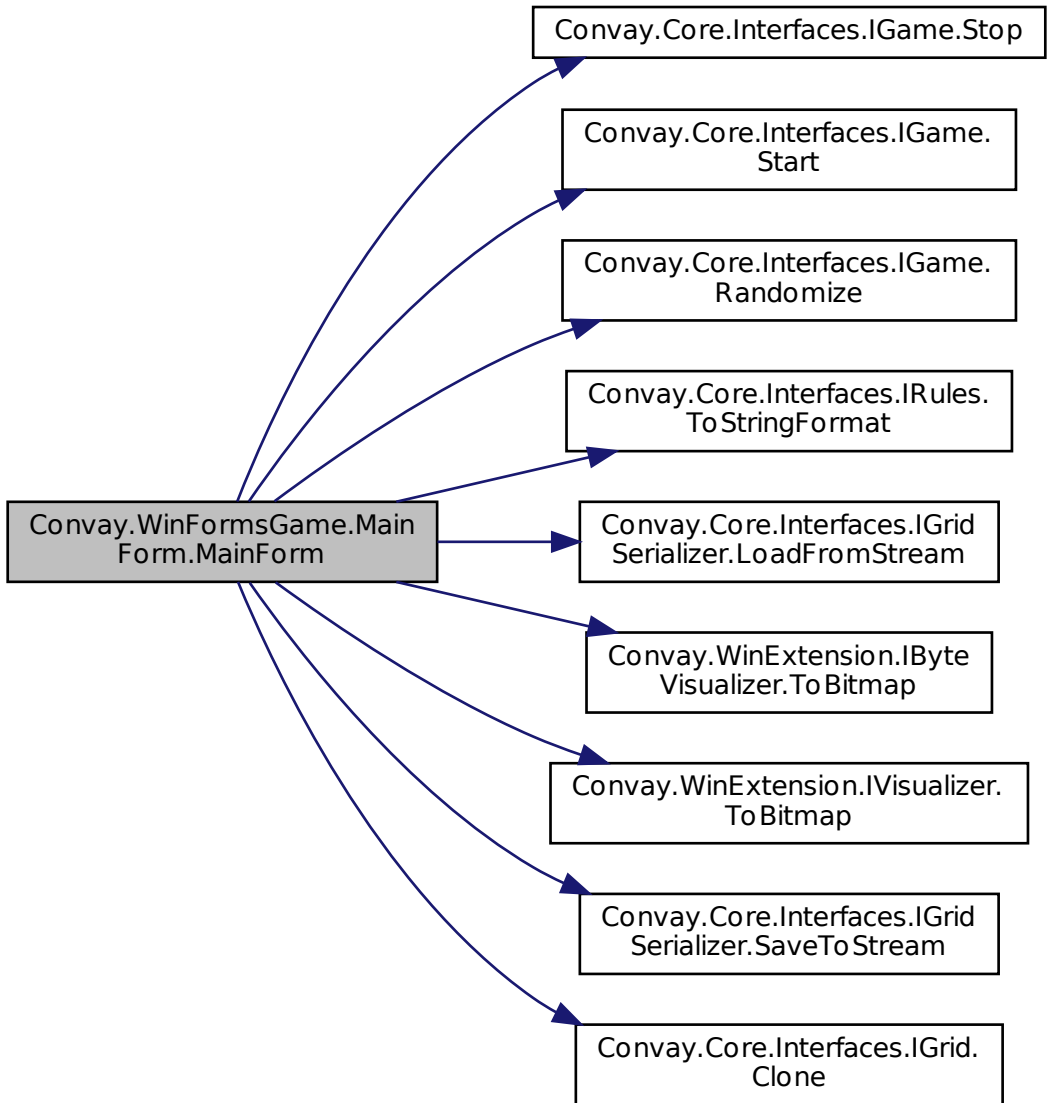 Convay.Core.Interfaces.IGame.Stop
Convay.Core.Interfaces.IGame.
Start
Convay.Core.Interfaces.IGame.
Randomize
Convay.Core.Interfaces.IRules.
ToStringFormat
Convay.WinFormsGame.Main
Form.MainForm
Convay.Core.Interfaces.IGrid
Serializer.LoadFromStream
Convay.WinExtension.IByte
Visualizer.ToBitmap
Convay.WinExtension.IVisualizer.
ToBitmap
Convay.Core.Interfaces.IGrid
Serializer.SaveToStream
Convay.Core.Interfaces.IGrid.
Clone